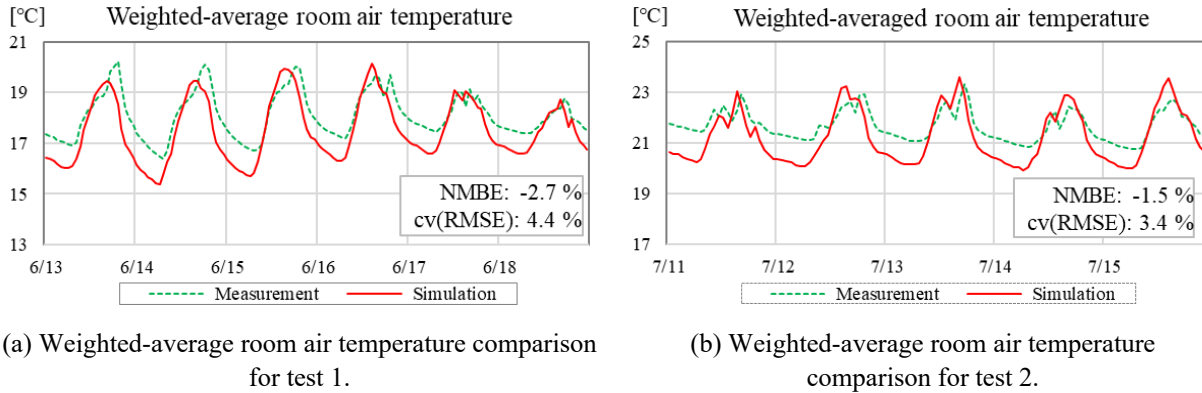 [°C] Weighted-average room air temperature
21
19
17
15
13
6/13 6/14 6/15 6/16 6/17 6/18
NMBE: -2.7 %
cv(RMSE): 4.4 %
Measurement Simulation
(a) Weighted-average room air temperature comparison
for test 1.
[°C] Weighted-averaged room air temperature
25
23
21
19
17
7/11 7/12 7/13 7/14 7/15
NMBE: -1.5 %
cv(RMSE): 3.4 %
Measurement Simulation
(b) Weighted-average room air temperature
comparison for test 2.